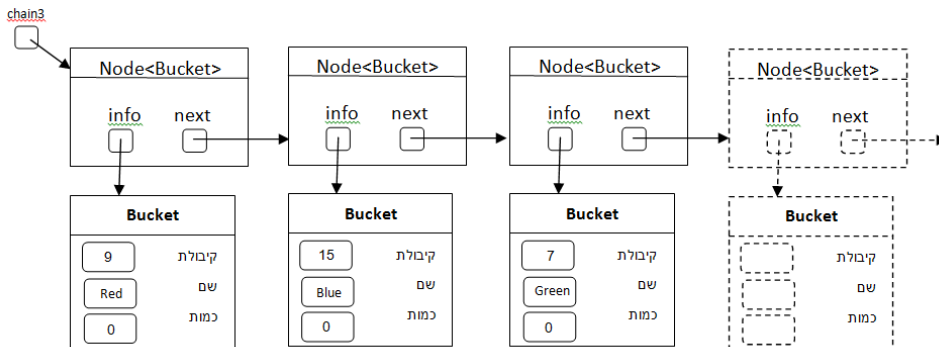 chain3
Node<Bucket> Node<Bucket> Node<Bucket> Node<Bucket>
info next info next info next info next
Bucket Bucket Bucket Bucket
9 קיבולת 15 קיבולת 7 קיבולת קיבולת
Red שם Blue שם Green שם שם
0 כמות 0 כמות 0 כמות כמות